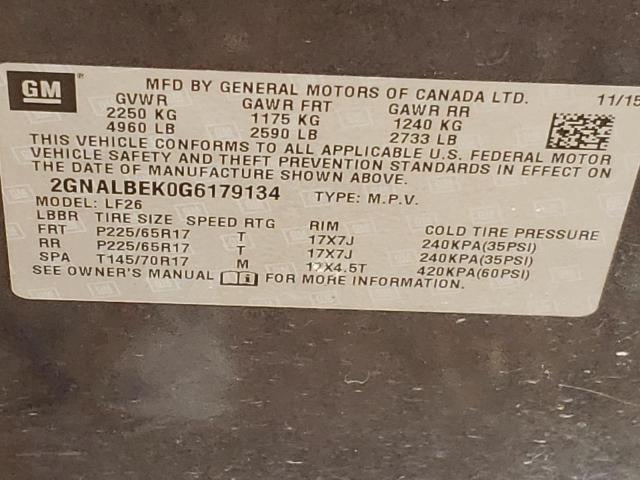 GM ® MFD BY GENERAL MOTORS OF CANADA LTD. 11/15
GVWR GAWR FRT GAWR RR
2250 KG 1175 KG 1240 KG
4960 LB 2590 LB 2733 LB
THIS VEHICLE CONFORMS TO ALL APPLICABLE U.S. FEDERAL MOTOR
VEHICLE SAFETY AND THEFT PREVENTION STANDARDS IN EFFECT ON
THE DATE OF MANUFACTURE SHOWN ABOVE.
2GNALBEK0G6179134 TYPE: M.P.V.
MODEL: LF26
LBBR TIRE SIZE SPEED RTG RIM COLD TIRE PRESSURE
FRT P225/65R17 T 17X7J 240KPA(35PSI)
RR P225/65R17 T 17X7J 240KPA(35PSI)
SPA T145/70R17 M 17X4.5T 420KPA(60PSI)
SEE OWNER'S MANUAL FOR MORE INFORMATION.